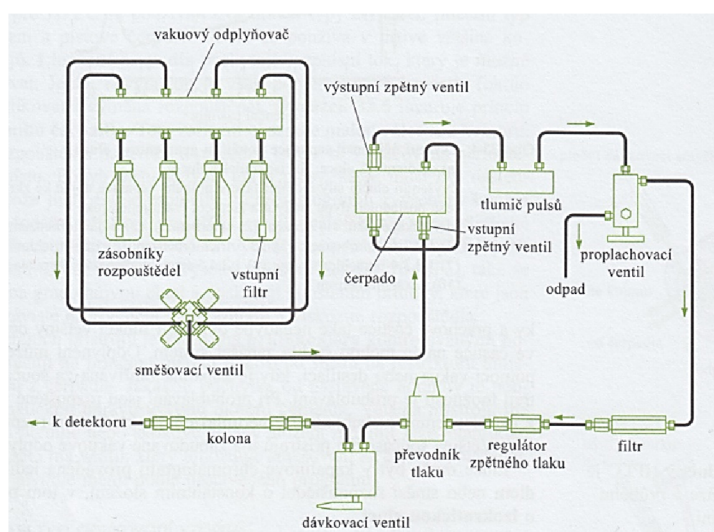 vakuový odplyňovač
výstupní zpětný ventil
tlumič pulsů
proplachovací
ventil
odpad
vstupní
zpětný ventil
čerpadlo
zásobníky
rozpouštědel
vstupní
filtr
směšovací ventil
k detektoru
kolona
převodník
tlaku
regulátor
zpětného tlaku
filtr
dávkovací ventil